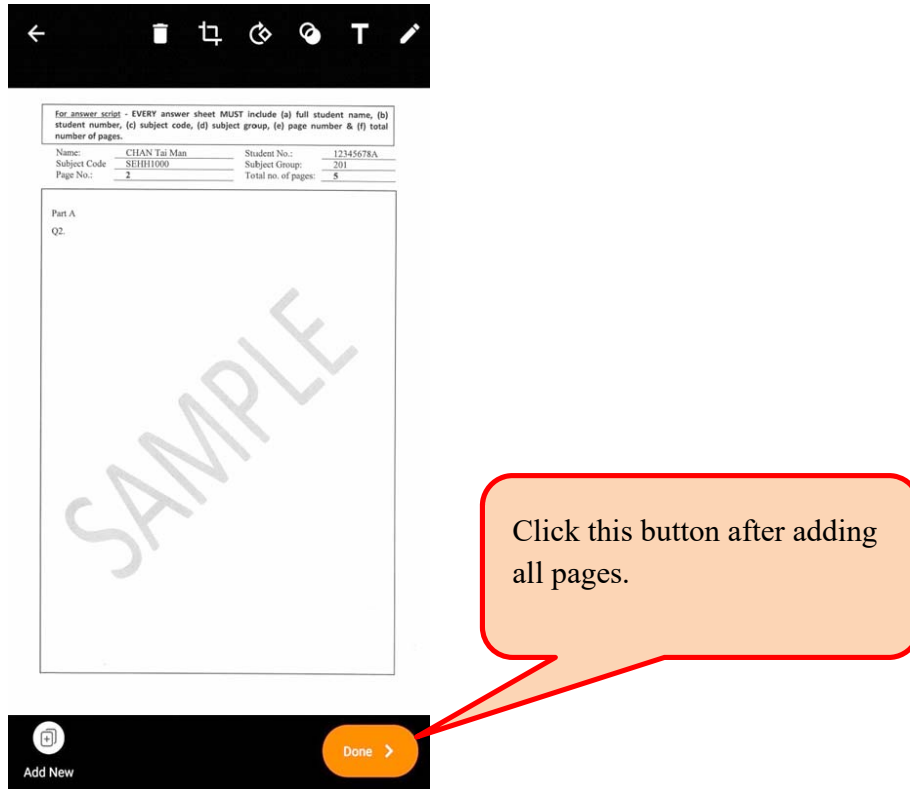 T
For answer script - EVERY answer sheet MUST include (a) full student name, (b)
student number, (c) subject code, (d) subject group, (e) page number & (f) total
number of pages.
Name: CHAN Tai Man Student No.: 12345678A
Subject Code SEHH1000 Subject Group: 201
Page No.: 2 Total no. of pages: 5
Part A
Q2.
SAMPLE
Click this button after adding
all pages.
Done
Add New